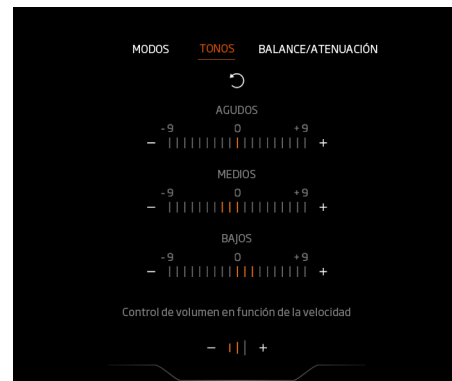 MODOS TONOS BALANCE/ATENUACIÓN
AGUDOS
-9 0 +9
- +
MEDIOS
-9 0 +9
- +
BAJOS
-9 0 +9
- +
Control de volumen en función de la velocidad
- +